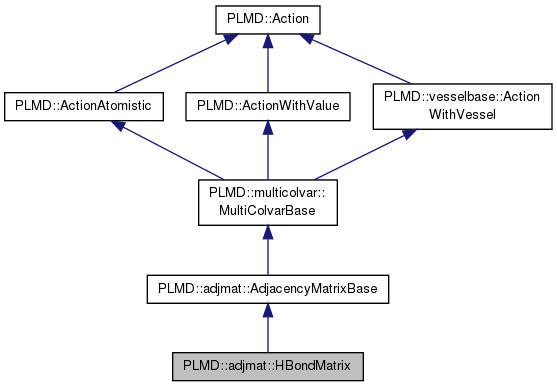 PLMD::Action
PLMD::ActionAtomistic
PLMD::ActionWithValue
PLMD::vesselbase::Action
WithVessel
PLMD::multicolvar::
MultiColvarBase
PLMD::adjmat::AdjacencyMatrixBase
PLMD::adjmat::HBondMatrix